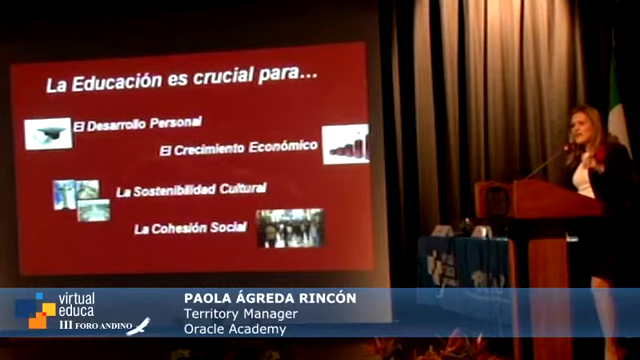 La Educación es crucial para...
El Desarrollo Personal
El Crecimiento Económico
La Sostenibilidad Cultural
La Cohesión Social
virtual
educa
III FORO ANDINO
PAOLA ÁGREDA RINCÓN
Territory Manager
Oracle Academy